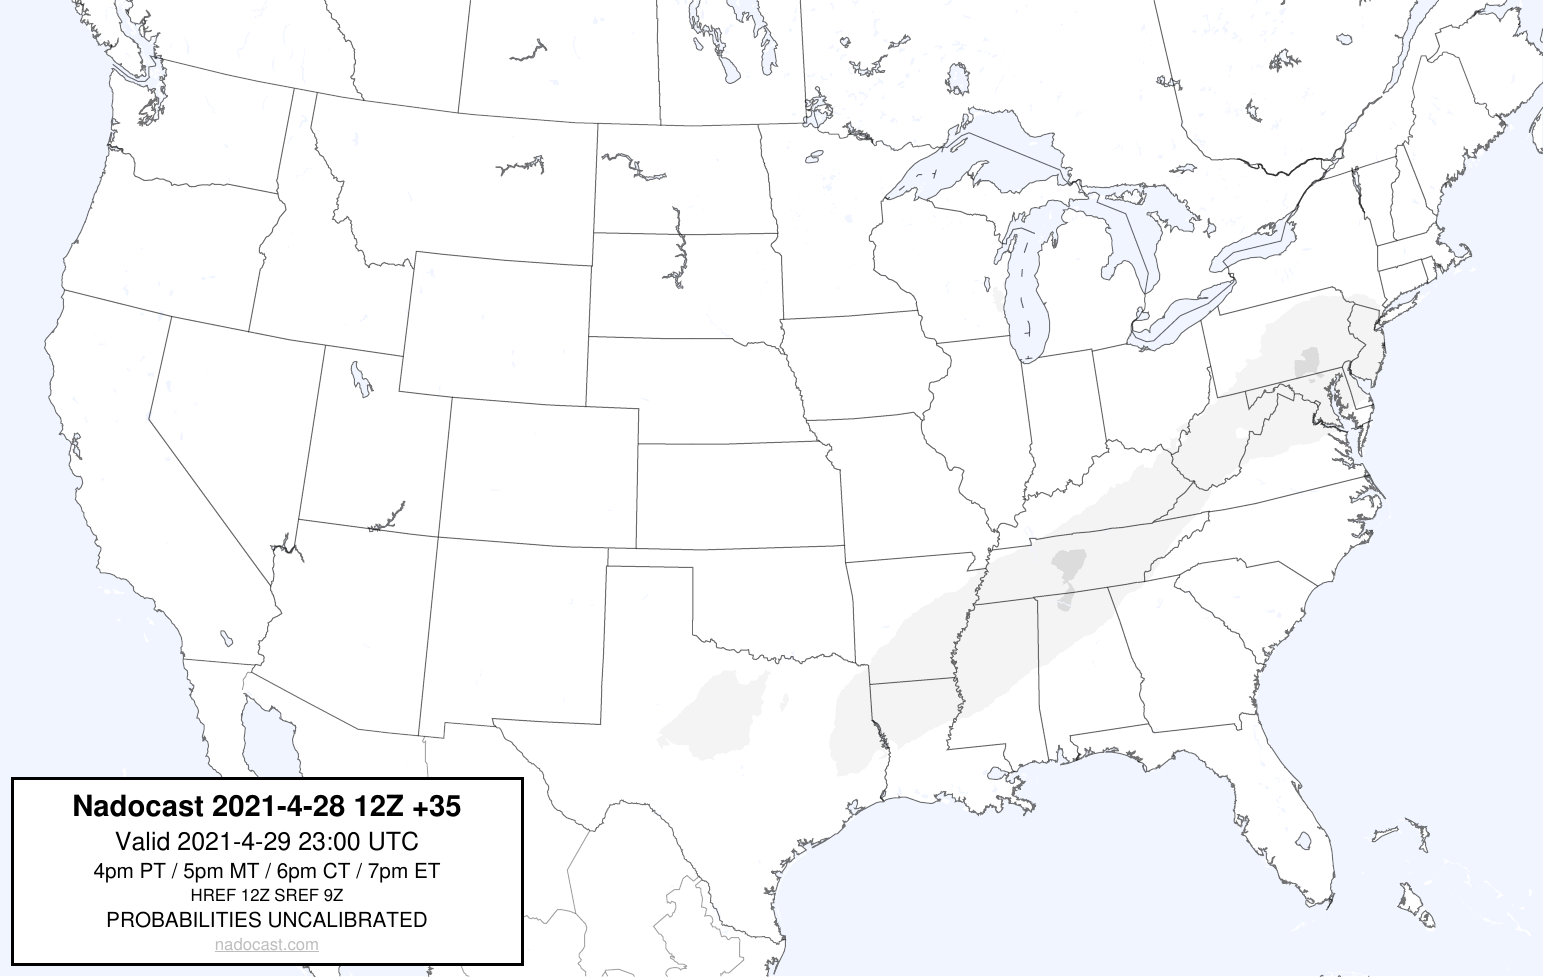 Nadocast 2021-4-28 12Z +35
Valid 2021-4-29 23:00 UTC
4pm PT / 5pm MT / 6pm CT / 7pm ET
HREF 12Z SREF 9Z
PROBABILITIES UNCALIBRATED
nadocast.com